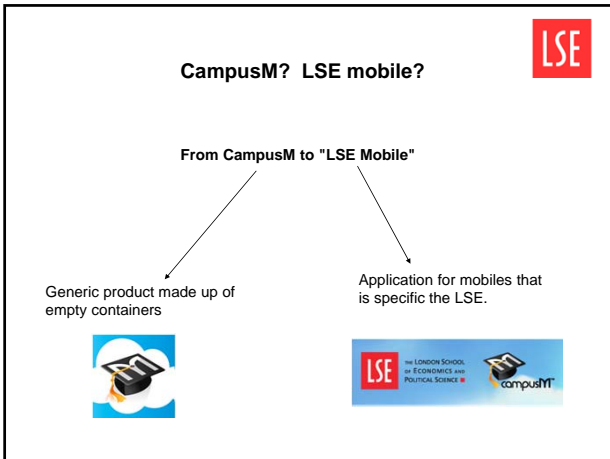 LSE
CampusM? LSE mobile?
From CampusM to "LSE Mobile"
Generic product made up of
empty containers
Application for mobiles that
is specific the LSE.
M
LSE
THE LONDON SCHOOL
OF ECONOMICS AND
POLITICAL SCIENCE
campusM™